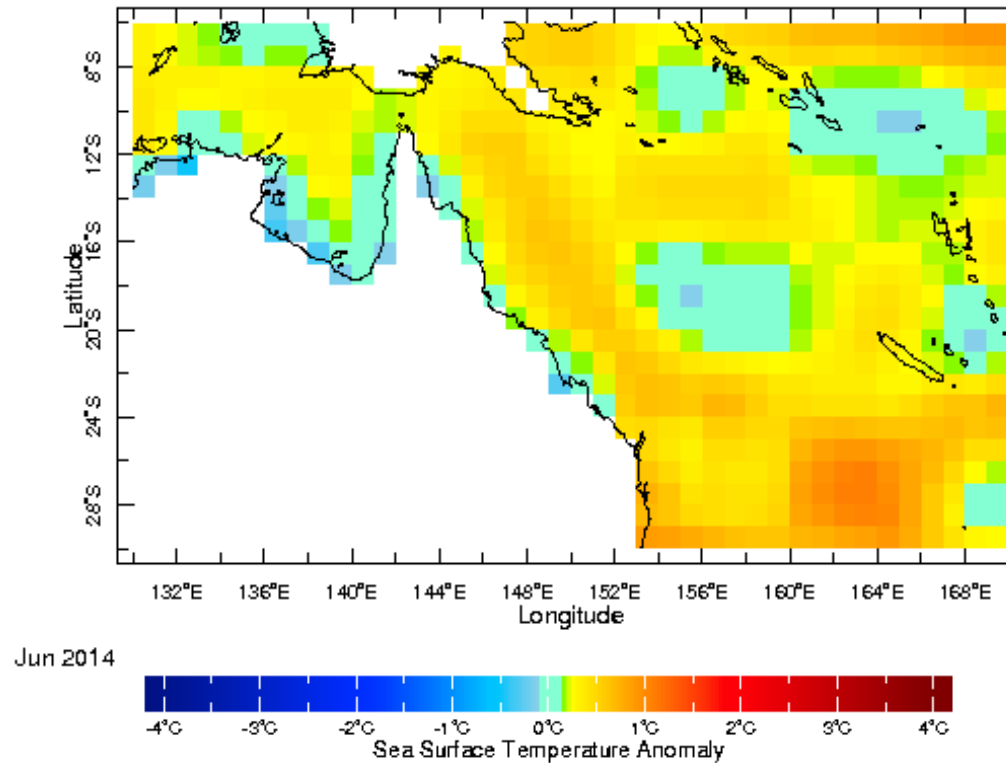 8°S
12°S
16°S
20°S
24°S
28°S
Latitude
132°E 136°E 140°E 144°E 148°E 152°E 156°E 160°E 164°E 168°E
Longitude
Jun 2014
-4°C -3°C -2°C -1°C 0°C 1°C 2°C 3°C 4°C
Sea Surface Temperature Anomaly